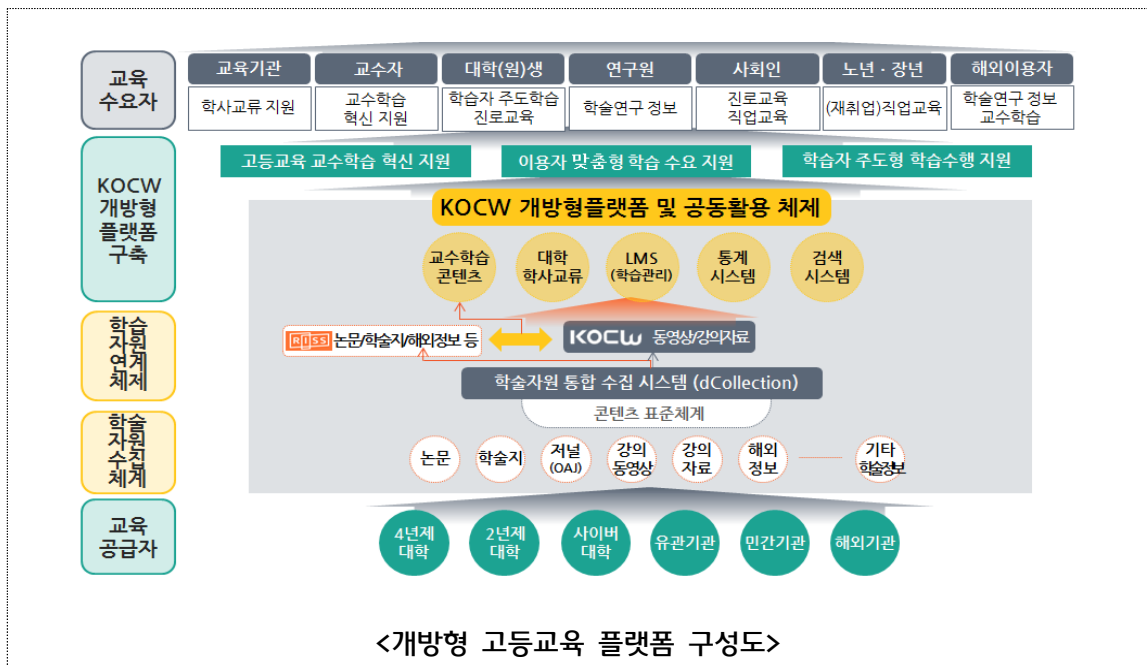 교육
수요자
교육기관
학사교류 지원
교수자
교수학습
혁신 지원
대학(원)생
학습자 주도학습
진로교육
연구원
학술연구 정보
사회인
진로교육
직업교육
노년 · 장년
(재취업)직업교육
해외이용자
학술연구 정보
교수학습
KOCW
개방형
플랫폼
구축
고등교육 교수학습 혁신 지원
이용자 맞춤형 학습 수요 지원
학습자 주도형 학습수행 지원
KOCW 개방형플랫폼 및 공동활용 체제
교수학습
콘텐츠
대학
학사교류
LMS
(학습관리)
통계
시스템
검색
시스템
학습
자원
연계
체제
RISS 논문/학술지/해외정보 등
KOCW 동영상/강의자료
학술자원 통합 수집 시스템 (dCollection)
콘텐츠 표준체계
학술
자원
수집
체계
논문
학술지
저널
(OAJ)
강의
동영상
강의
자료
해외
정보
기타
학술정보
교육
공급자
4년제
대학
2년제
대학
사이버
대학
유관기관
민간기관
해외기관
<개방형 고등교육 플랫폼 구성도>